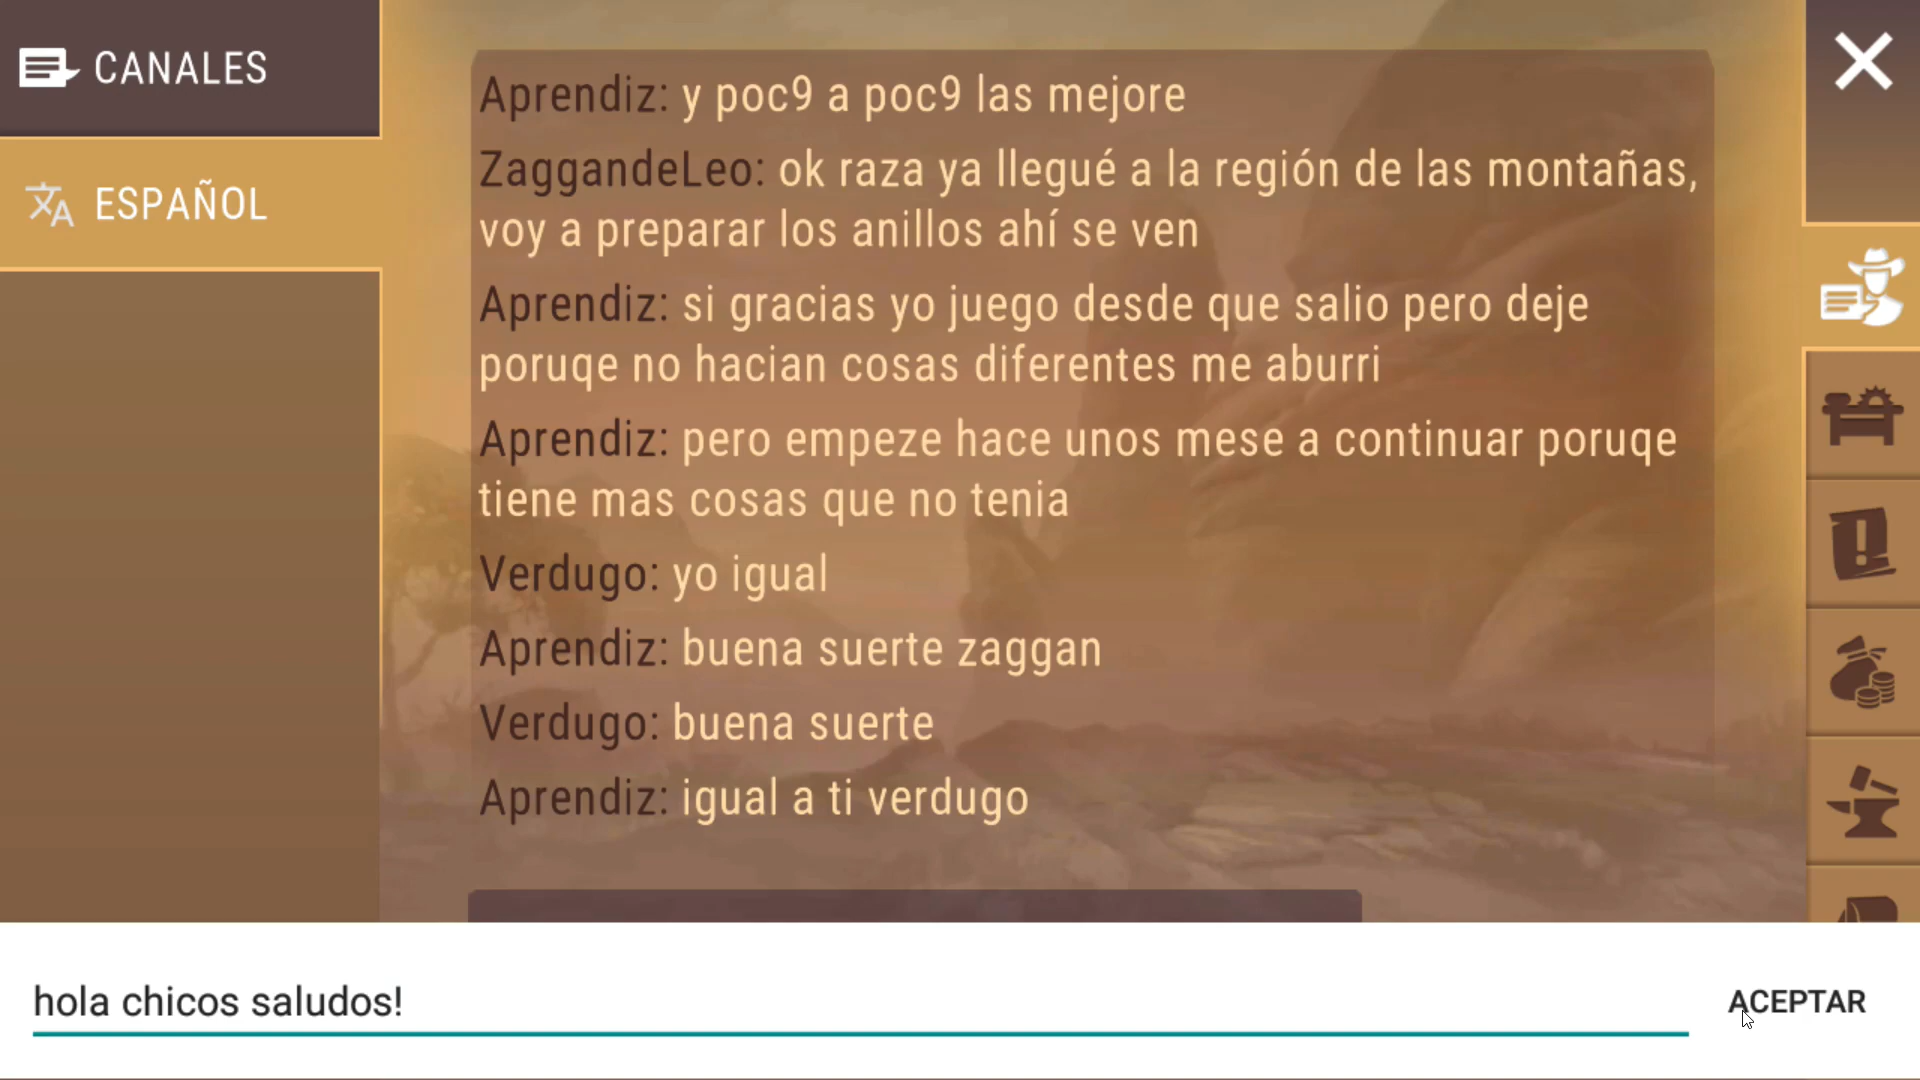 CANALES
ESPAÑOL
Aprendiz: y poc9 a poc9 las mejore
ZaggandeLeo: ok raza ya llegué a la región de las montañas,
voy a preparar los anillos ahí se ven
Aprendiz: si gracias yo juego desde que salio pero deje
poruqe no hacian cosas diferentes me aburri
Aprendiz: pero empeze hace unos mese a continuar poruqe
tiene mas cosas que no tenia
Verdugo: yo igual
Aprendiz: buena suerte zaggan
Verdugo: buena suerte
Aprendiz: igual a ti verdugo
hola chicos saludos!
ACEPTAR